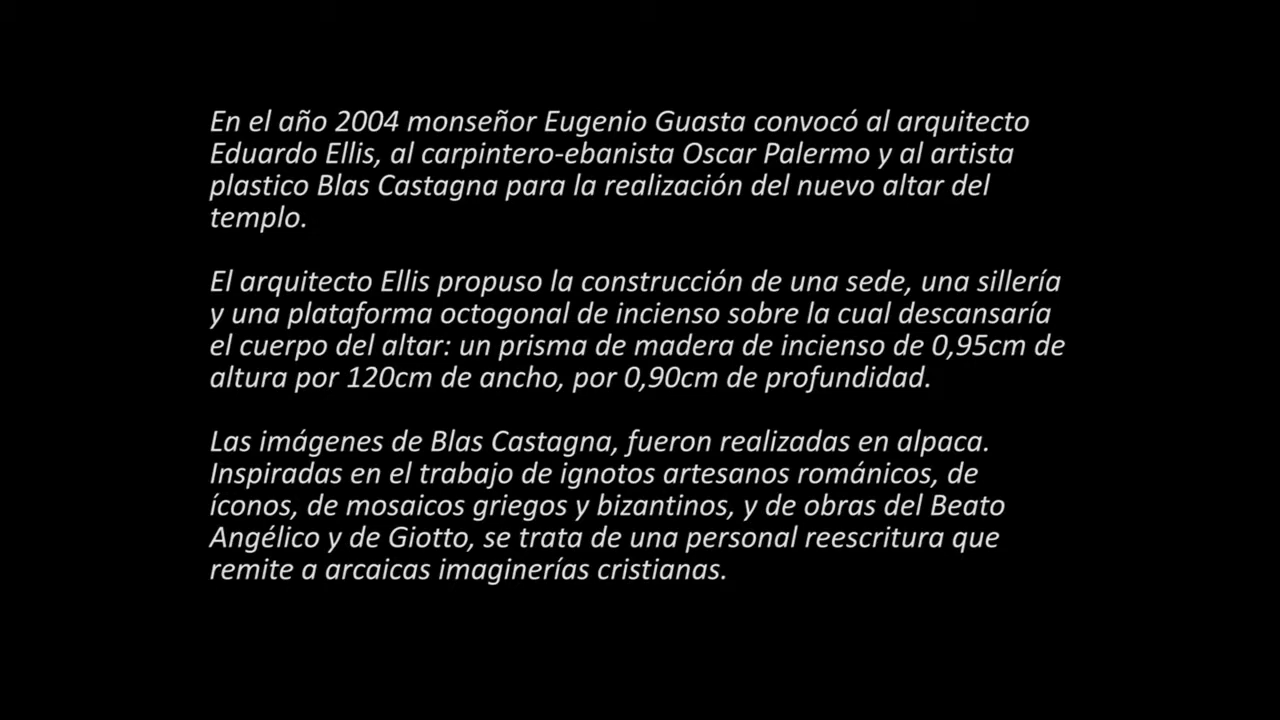 En el año 2004 monseñor Eugenio Guasta convocó al arquitecto
Eduardo Ellis, al carpintero-ebanista Oscar Palermo y al artista
plastico Blas Castagna para la realización del nuevo altar del
templo.
El arquitecto Ellis propuso la construcción de una sede, una sillería
y una plataforma octogonal de incienso sobre la cual descansaría
el cuerpo del altar: un prisma de madera de incienso de 0,95cm de
altura por 120cm de ancho, por 0,90cm de profundidad.
Las imágenes de Blas Castagna, fueron realizadas en alpaca.
Inspiradas en el trabajo de ignotos artesanos románicos, de
íconos, de mosaicos griegos y bizantinos, y de obras del Beato
Angélico y de Giotto, se trata de una personal reescritura que
remite a arcaicas imaginerías cristianas.